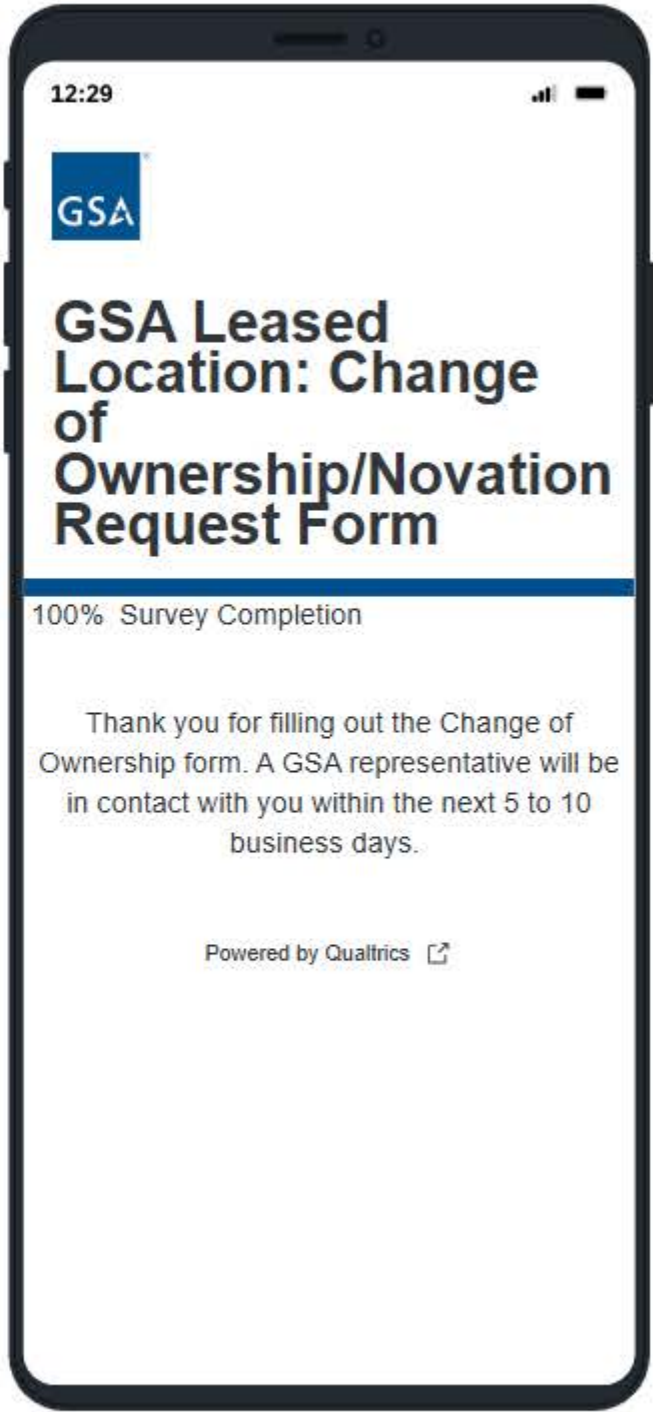 12:29
GSA
GSA Leased
Location: Change
of
Ownership/Novation
Request Form
100% Survey Completion
Thank you for filling out the Change of
Ownership form. A GSA representative will be
in contact with you within the next 5 to 10
business days.
Powered by Qualtrics